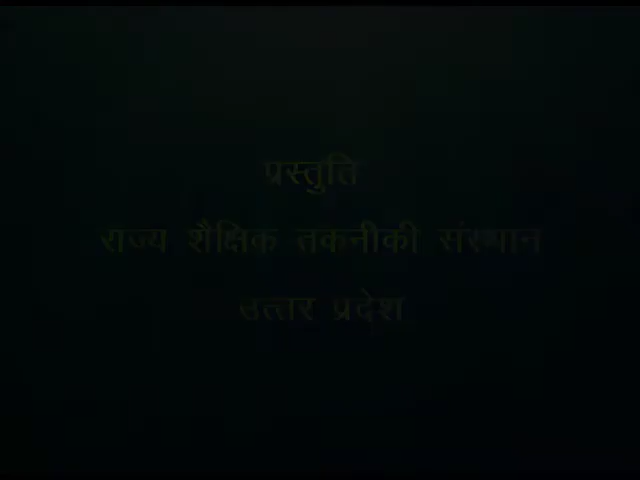 प्रस्तुति
राज्य शैक्षिक तकनीकी संस्थान
उत्तर प्रदेश